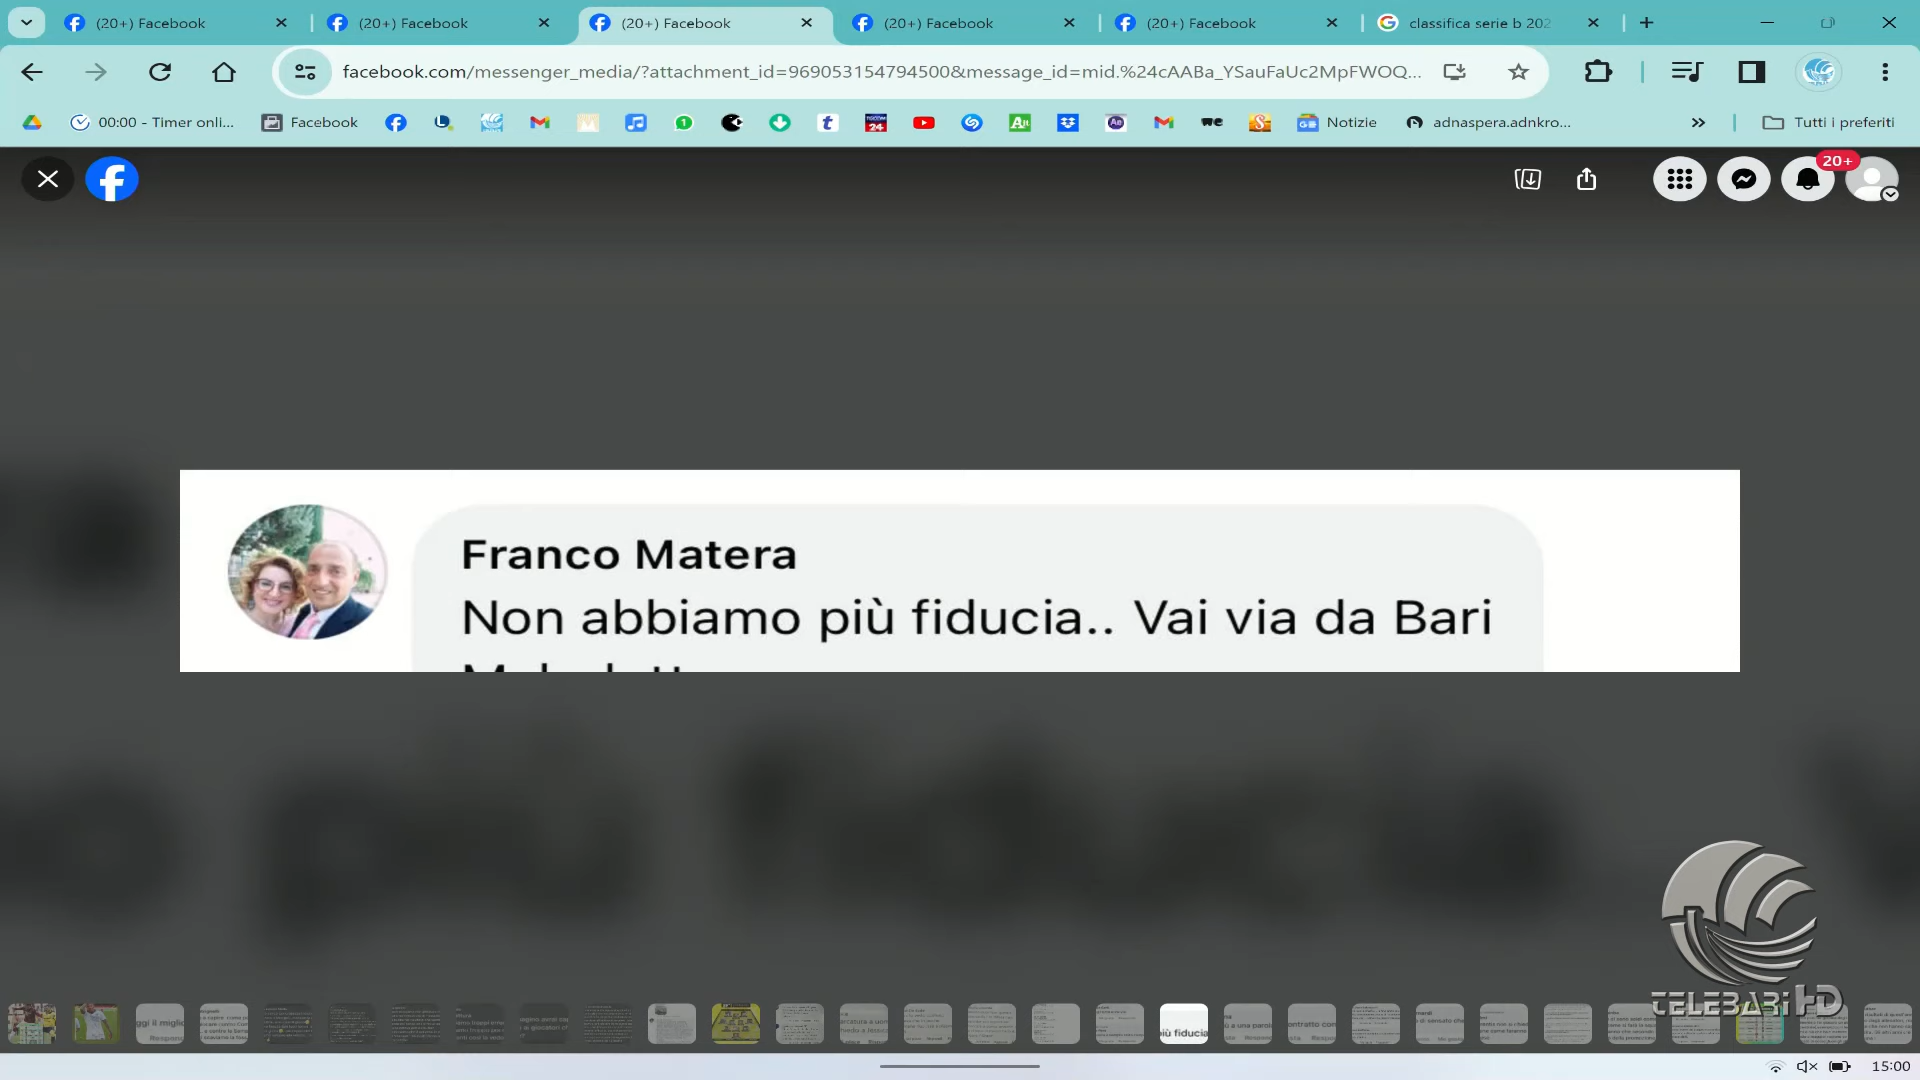 (20+) Facebook
(20+) Facebook
(20+) Facebook
(20+) Facebook
(20+) Facebook
classifica serie b 202
facebook.com/messenger_media/?attachment_id=969053154794500&message_id=mid.%24cAABa_YSauFaUc2MpFWOQ...
00:00 - Timer onli...
Facebook
Notizie
adnaspera.adnkro...
Tutti i preferiti
20+
Franco Matera
Non abbiamo più fiducia.. Vai via da Bari
più fiducia
TELEBARI HD
15:00